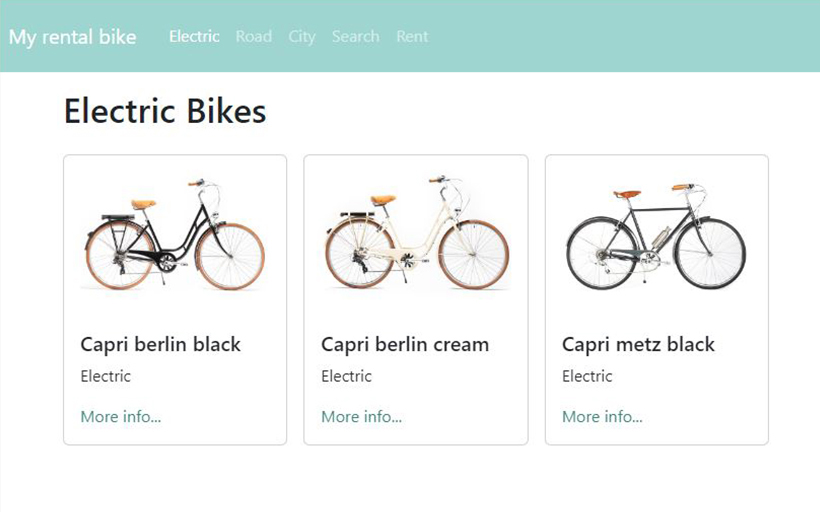 My rental bike Electric Road City Search Rent
Electric Bikes
Capri berlin black
Electric
More info...
Capri berlin cream
Electric
More info...
Capri metz black
Electric
More info...